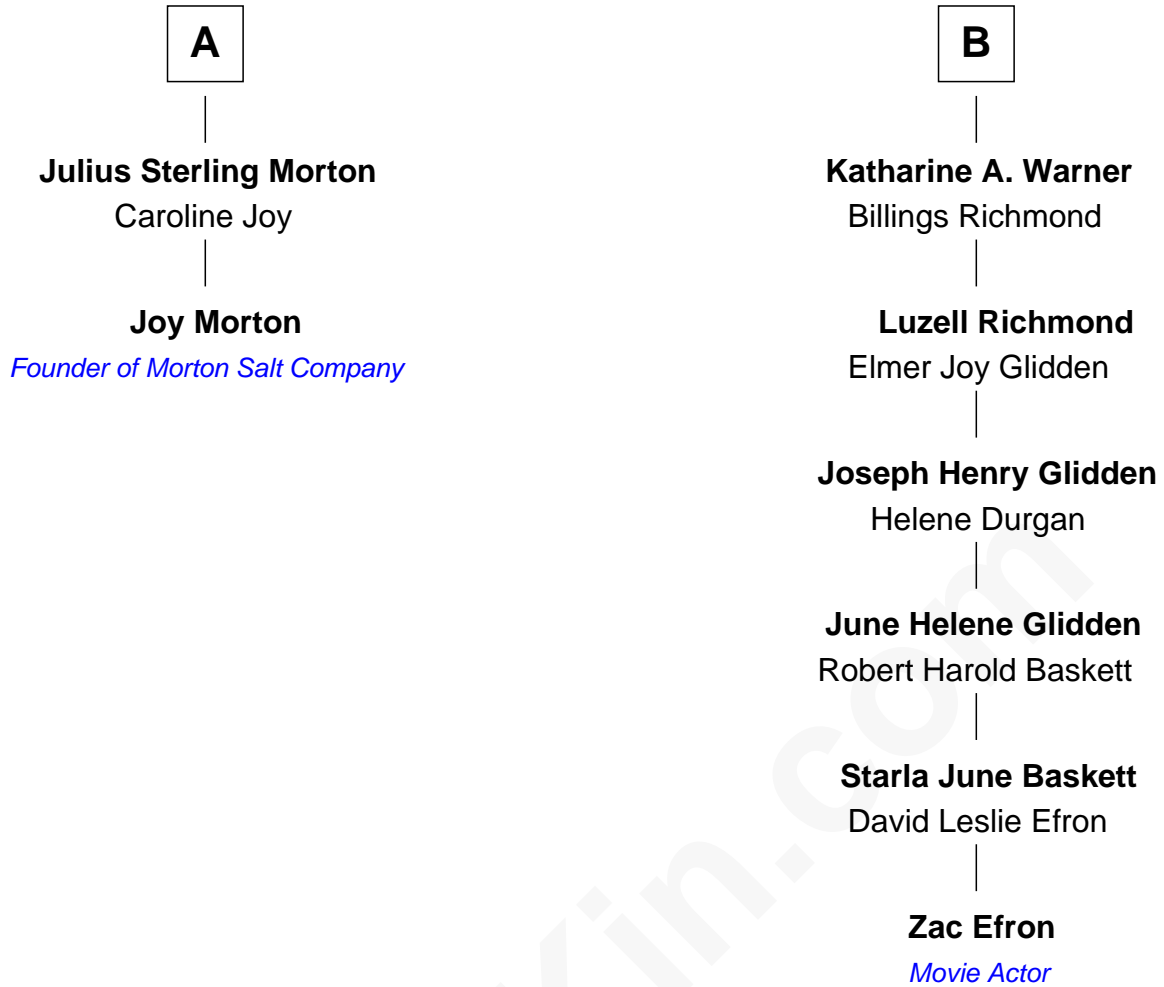 A
Julius Sterling Morton
Caroline Joy
Joy Morton
Founder of Morton Salt Company
B
Katharine A. Warner
Billings Richmond
Luzell Richmond
Elmer Joy Glidden
Joseph Henry Glidden
Helene Durgan
June Helene Glidden
Robert Harold Baskett
Starla June Baskett
David Leslie Efron
Zac Efron
Movie Actor
Kin.com